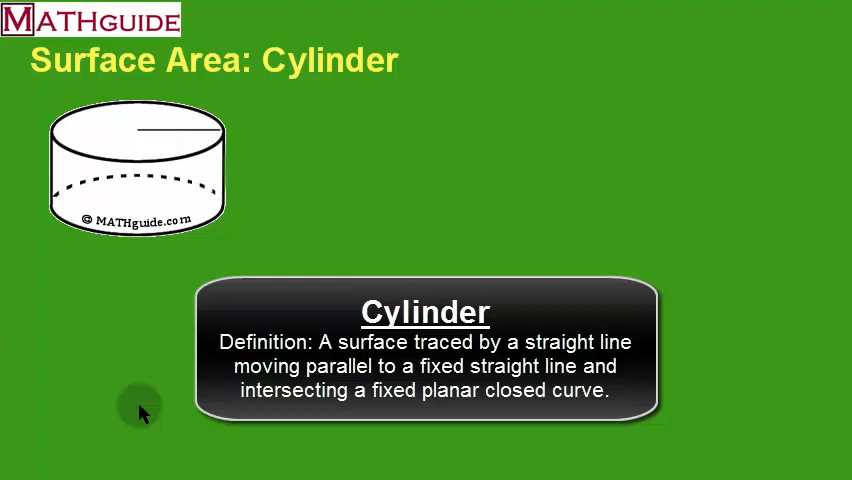 MATHGUIDE
Surface Area: Cylinder
© MATHguide.com
Cylinder
Definition: A surface traced by a straight line
moving parallel to a fixed straight line and
intersecting a fixed planar closed curve.